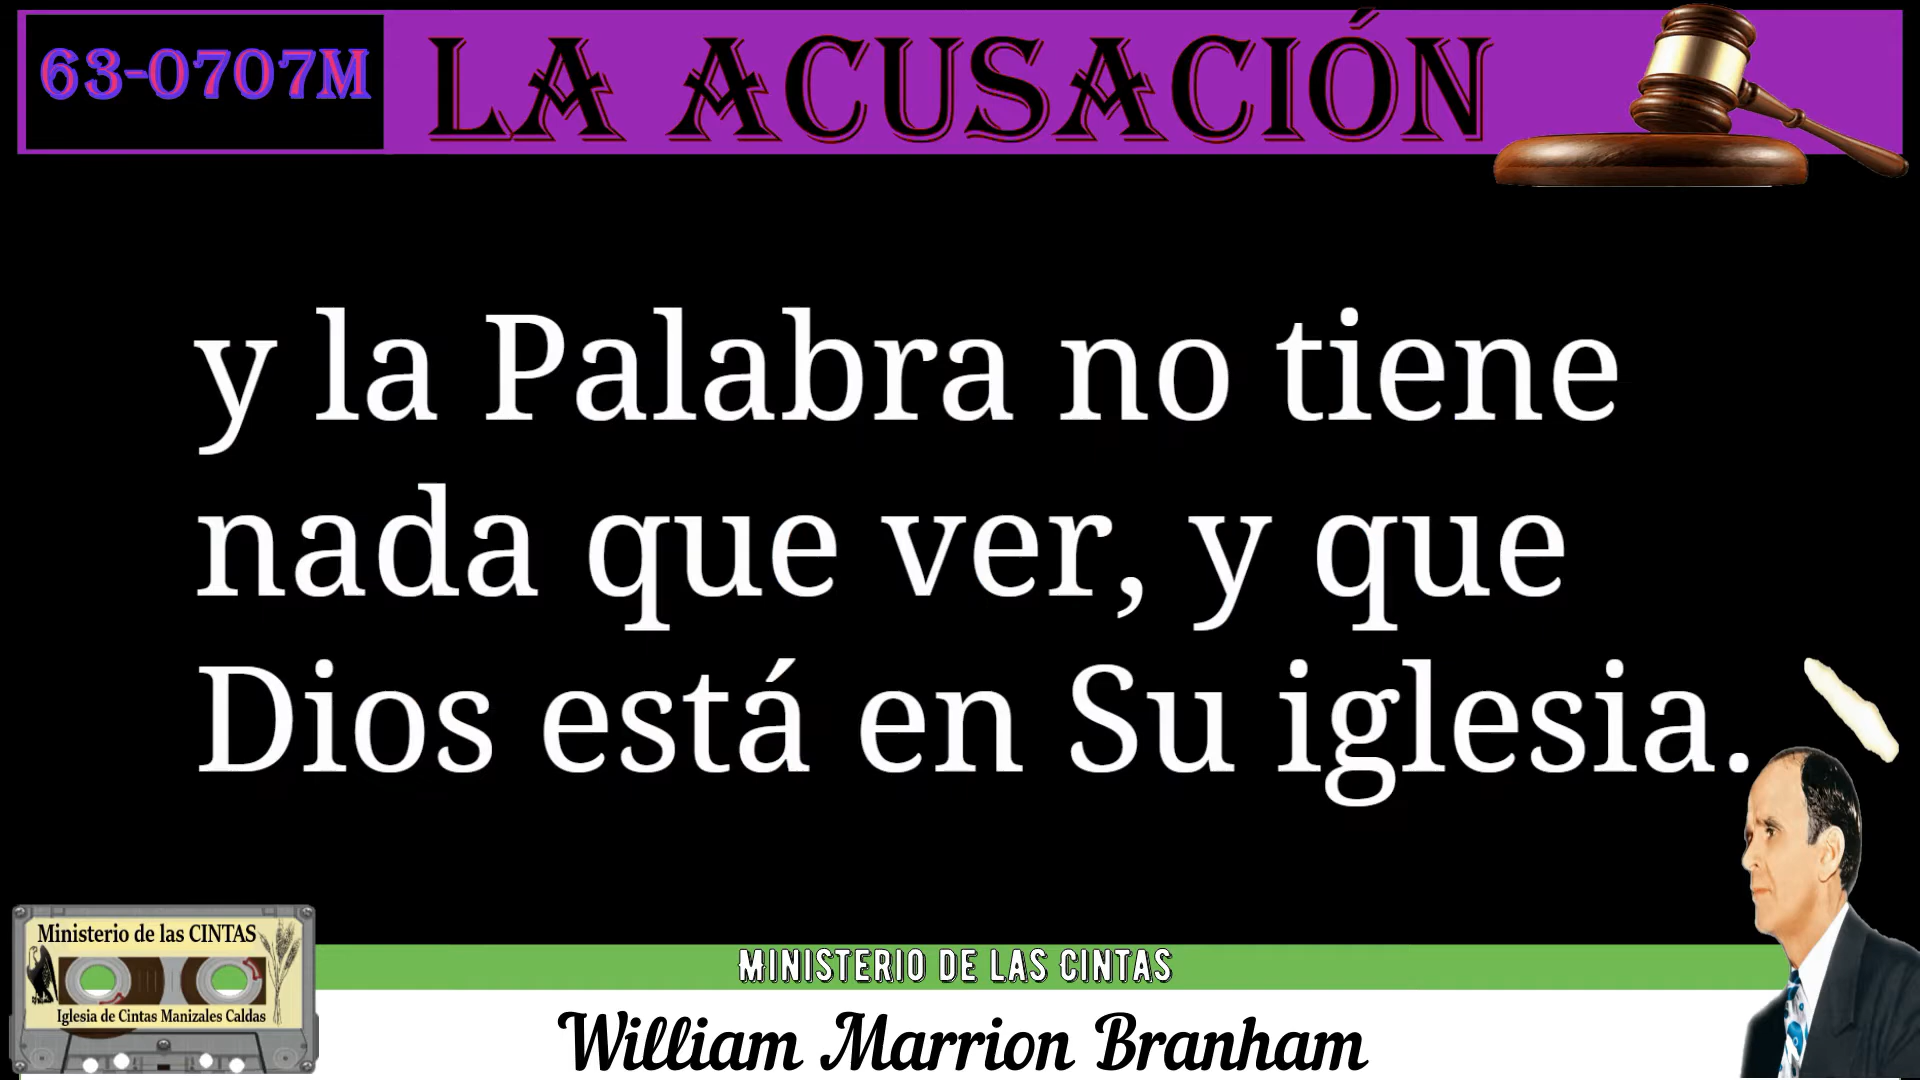 63-0707M
LA ACUSACIÓN
y la Palabra no tiene
nada que ver, y que
Dios está en Su iglesia.
Ministerio de las CINTAS
Iglesia de Cintas Manizales Caldas
MINISTERIO DE LAS CINTAS
William Marrion Branham